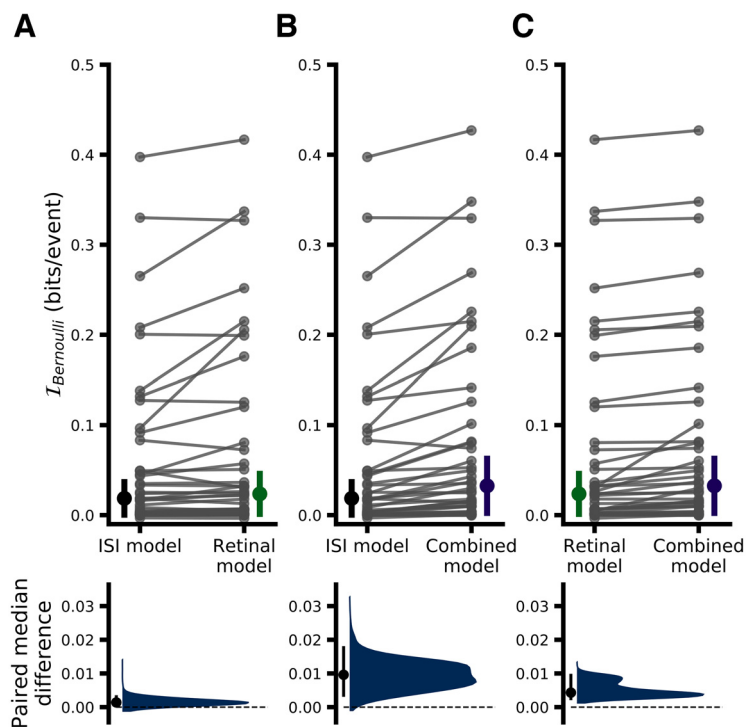 A
B
C
0.5
0.4
0.3
0.2
0.1
0.0
0.5
0.4
0.3
0.2
0.1
0.0
0.5
0.4
0.3
0.2
0.1
0.0
ℐBernoulli (bits/event)
ISI model
Retinal
model
ISI model
Combined
model
Retinal
model
Combined
model
Paired median
difference
0.03
0.02
0.01
0.00
0.03
0.02
0.01
0.00
0.03
0.02
0.01
0.00